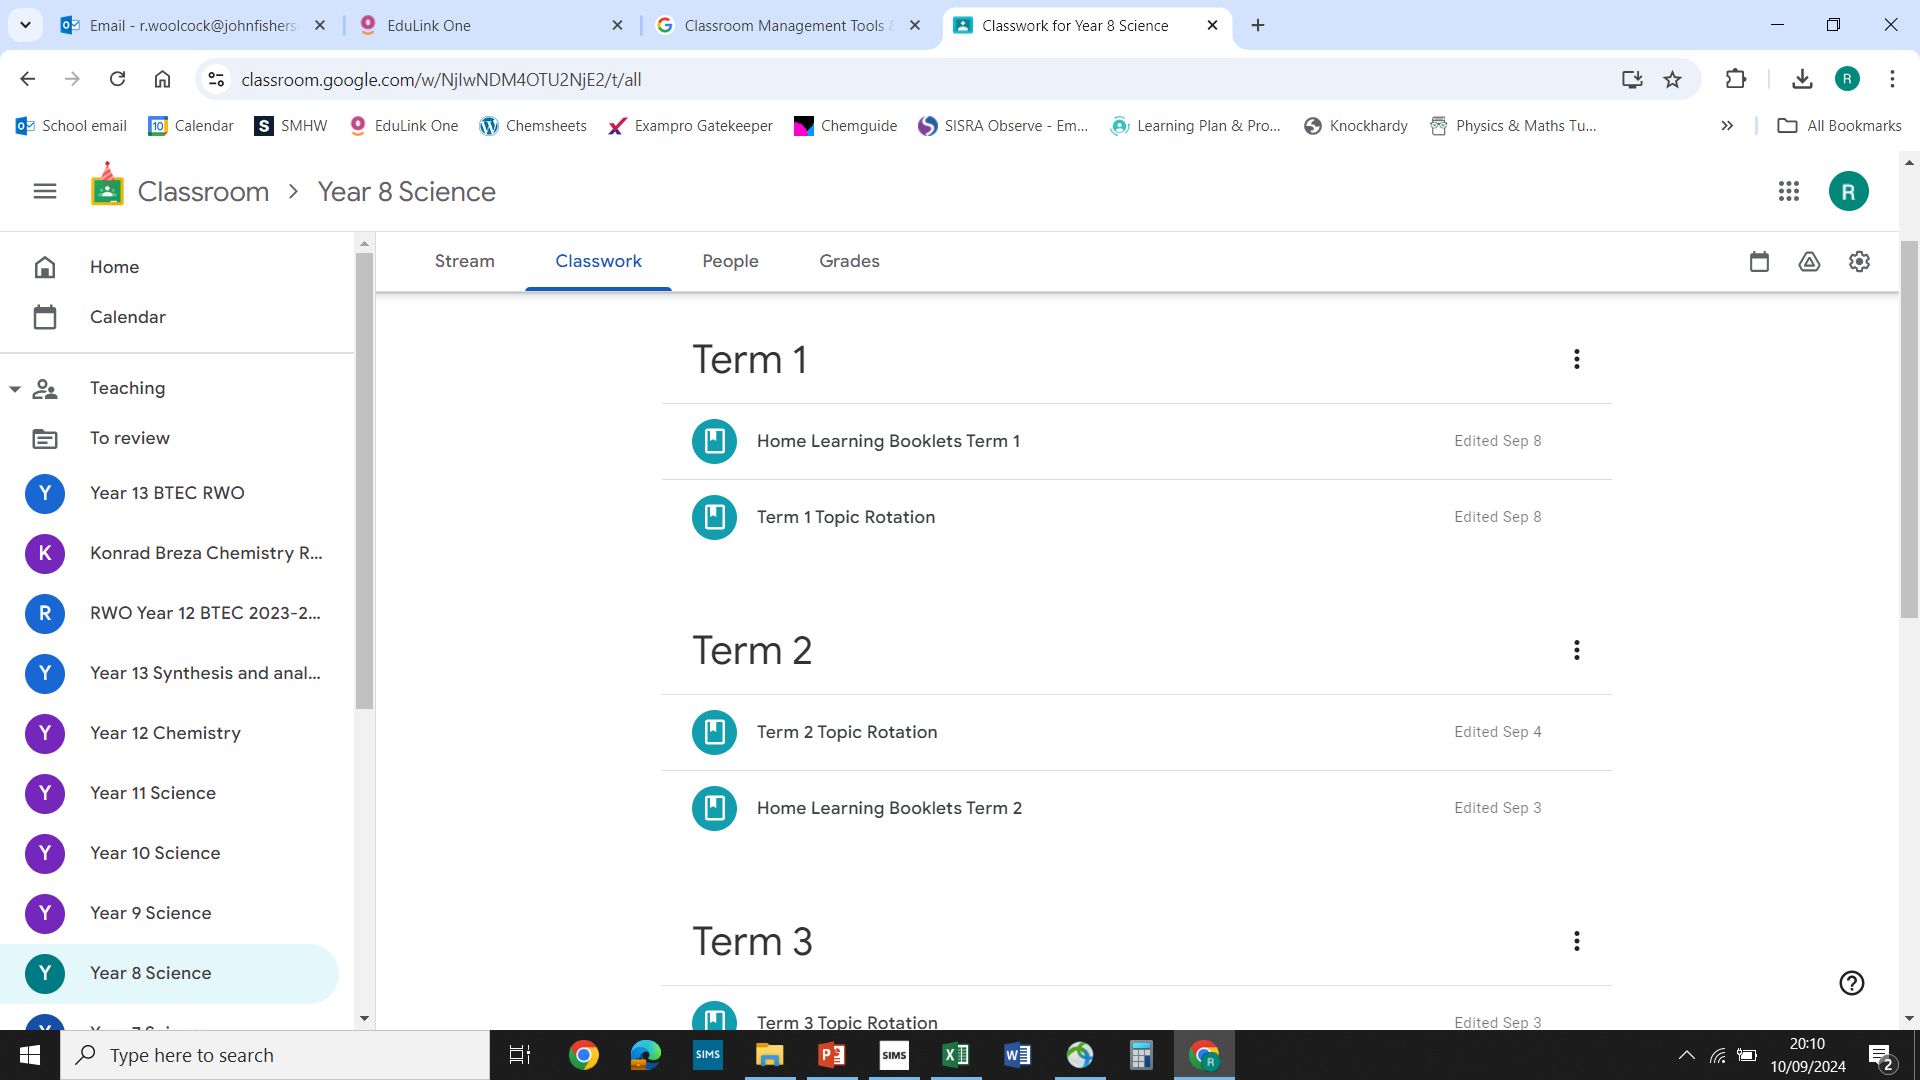 Email - r.woolcock@johnfishers
EduLink One
Classroom Management Tools
Classwork for Year 8 Science
classroom.google.com/w/NjIwNDM4OTU2NjE2/t/all
R
School email
10 Calendar
S SMHW
EduLink One
Chemsheets
Exampro Gatekeeper
Chemguide
SISRA Observe - Em...
Learning Plan & Pro...
Knockhardy
Physics & Maths Tu...
All Bookmarks
Classroom > Year 8 Science
R
Home
Calendar
Teaching
To review
Y Year 13 BTEC RWO
K Konrad Breza Chemistry R...
R RWO Year 12 BTEC 2023-2...
Y Year 13 Synthesis and anal...
Y Year 12 Chemistry
Y Year 11 Science
Y Year 10 Science
Y Year 9 Science
Y Year 8 Science
Stream
Classwork
People
Grades
Term 1
Home Learning Booklets Term 1
Edited Sep 8
Term 1 Topic Rotation
Edited Sep 8
Term 2
Term 2 Topic Rotation
Edited Sep 4
Home Learning Booklets Term 2
Edited Sep 3
Term 3
Term 3 Topic Rotation
Edited Sep 3
Type here to search
SIMS
SIMS
20:10
10/09/2024
2